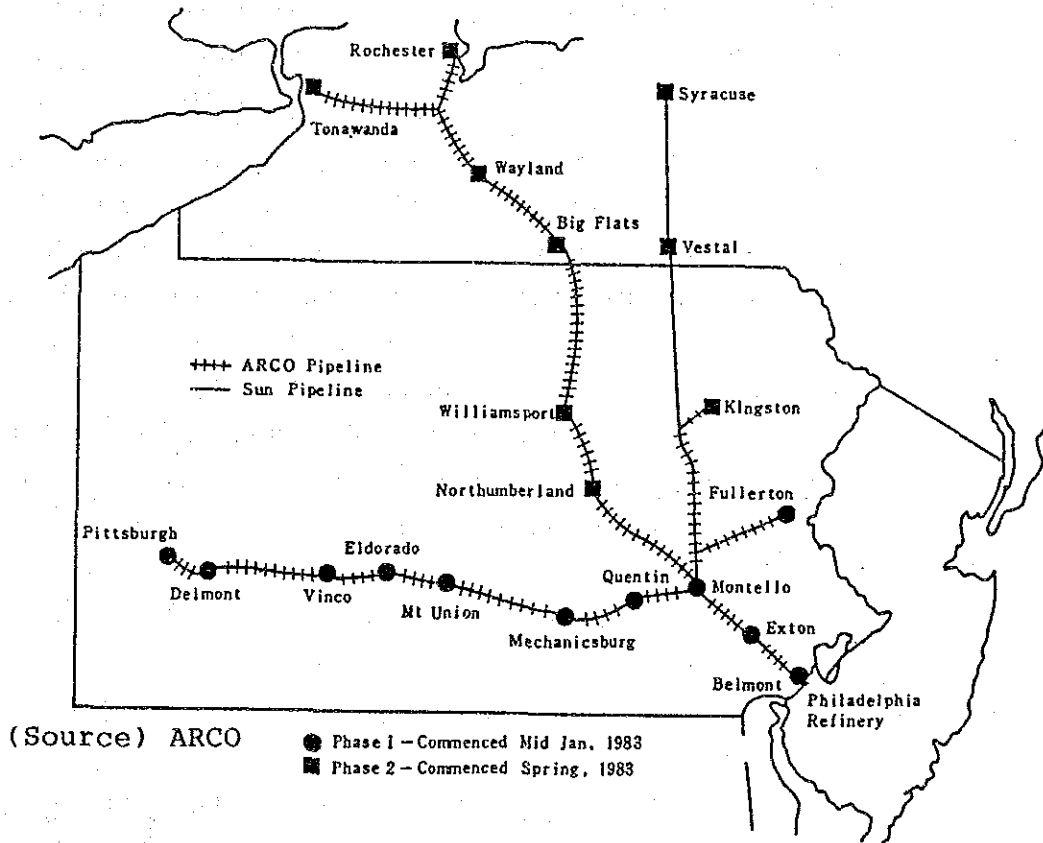 Rochester
Syracuse
Tonawanda
Wayland
Big Flats
Vestal
ARCO Pipeline
Sun Pipeline
Williamsport
Kingston
Northumberland
Fullerton
Pittsburgh
Eldorado
Quentin
Montello
Delmont
Vinco
Mt Union
Exton
Mechanicsburg
Belmont
Philadelphia
Refinery
(Source) ARCO
Phase 1 - Commenced Mid Jan, 1983
Phase 2 - Commenced Spring, 1983